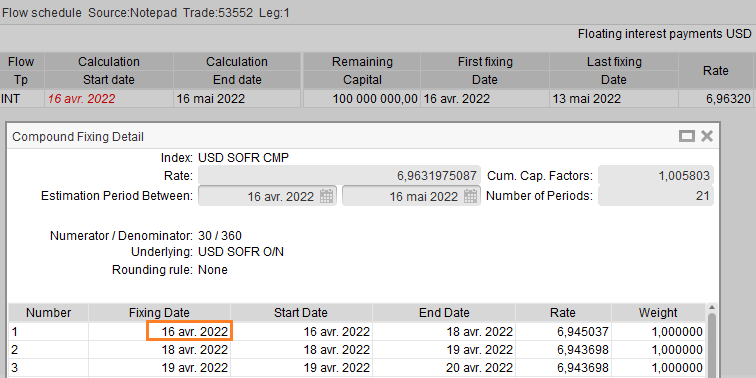 Flow schedule Source:Notepad Trade:53552 Leg:1
Floating interest payments USD
Flow Calculation Calculation Remaining First fixing Last fixing Rate
Tp Start date End date Capital Date Date
INT 16 avr. 2022 16 mai 2022 100 000 000,00 16 avr. 2022 13 mai 2022 6,96320
Compound Fixing Detail
Index: USD SOFR CMP
Rate: 6,9631975087 Cum. Cap. Factors: 1,005803
Estimation Period Between: 16 avr. 2022 16 mai 2022 Number of Periods: 21
Numerator / Denominator: 30 / 360
Underlying: USD SOFR O/N
Rounding rule: None
Number Fixing Date Start Date End Date Rate Weight
1 16 avr. 2022 16 avr. 2022 18 avr. 2022 6,945037 1,000000
2 18 avr. 2022 18 avr. 2022 19 avr. 2022 6,943698 1,000000
3 19 avr. 2022 19 avr. 2022 20 avr. 2022 6,944698 1,000000